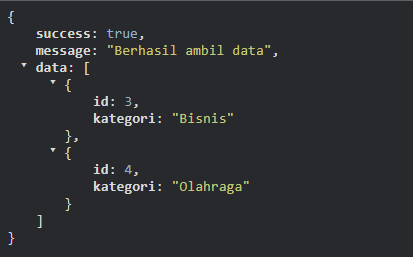 {
success: true,
message: "Berhasil ambil data",
data: [
{
id: 3,
kategori: "Bisnis"
},
{
id: 4,
kategori: "Olahraga"
}
]
}